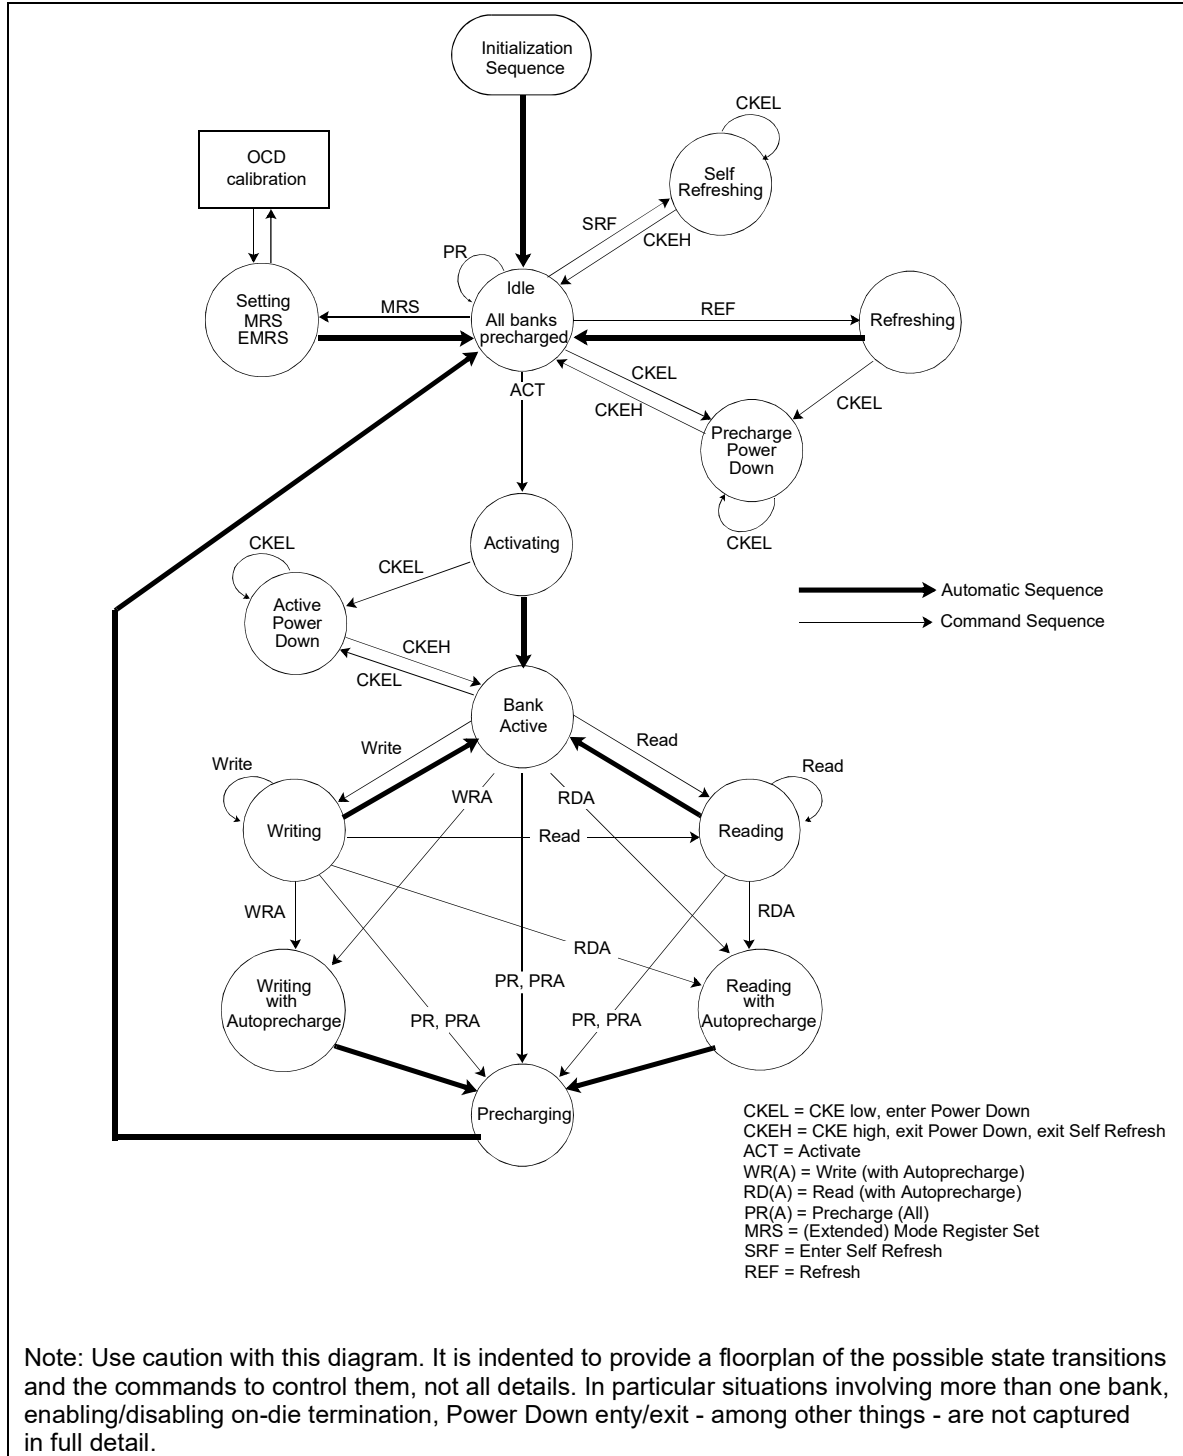 Initialization
Sequence
CKEL
OCD
calibration
Self
Refreshing
SRF
CKEH
PR
Idle
All banks
precharged
Setting
MRS
EMRS
MRS
REF
Refreshing
CKEL
CKEH
CKEL
ACT
Precharge
Power
Down
CKEL
Activating
CKEL
CKEL
Active
Power
Down
CKEH
CKEL
Automatic Sequence
Command Sequence
Bank
Active
Write
Read
Write
Read
WRA
RDA
Writing
Read
Reading
WRA
RDA
RDA
Writing
with
Autoprecharge
PR, PRA
Reading
with
Autoprecharge
PR, PRA
PR, PRA
Precharging
CKEL = CKE low, enter Power Down
CKEH = CKE high, exit Power Down, exit Self Refresh
ACT = Activate
WR(A) = Write (with Autoprecharge)
RD(A) = Read (with Autoprecharge)
PR(A) = Precharge (All)
MRS = (Extended) Mode Register Set
SRF = Enter Self Refresh
REF = Refresh
Note: Use caution with this diagram. It is indented to provide a floorplan of the possible state transitions
and the commands to control them, not all details. In particular situations involving more than one bank,
enabling/disabling on-die termination, Power Down enty/exit - among other things - are not captured
in full detail.